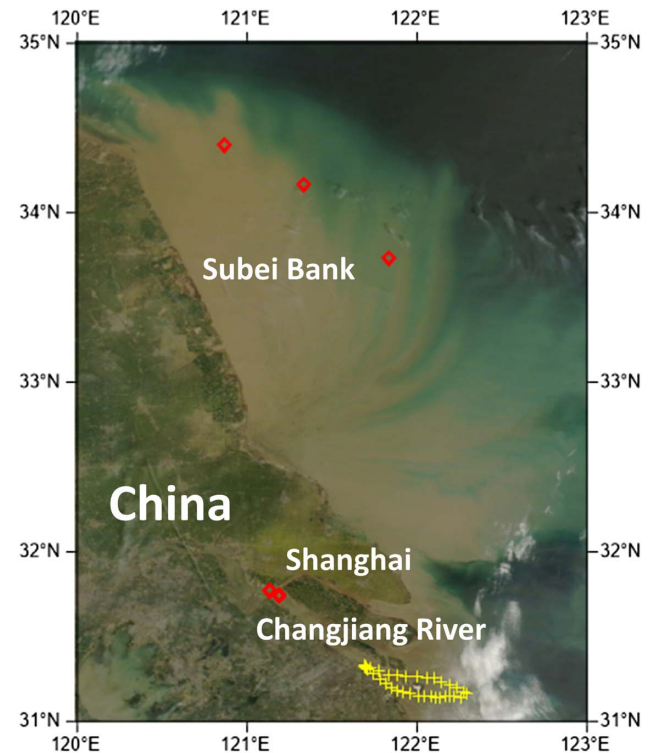 120°E 121°E 122°E 123°E
35°N 35°N
34°N 34°N
Subei Bank
33°N 33°N
China
32°N 32°N
Shanghai
Changjiang River
31°N 31°N
120°E 121°E 122°E 123°E